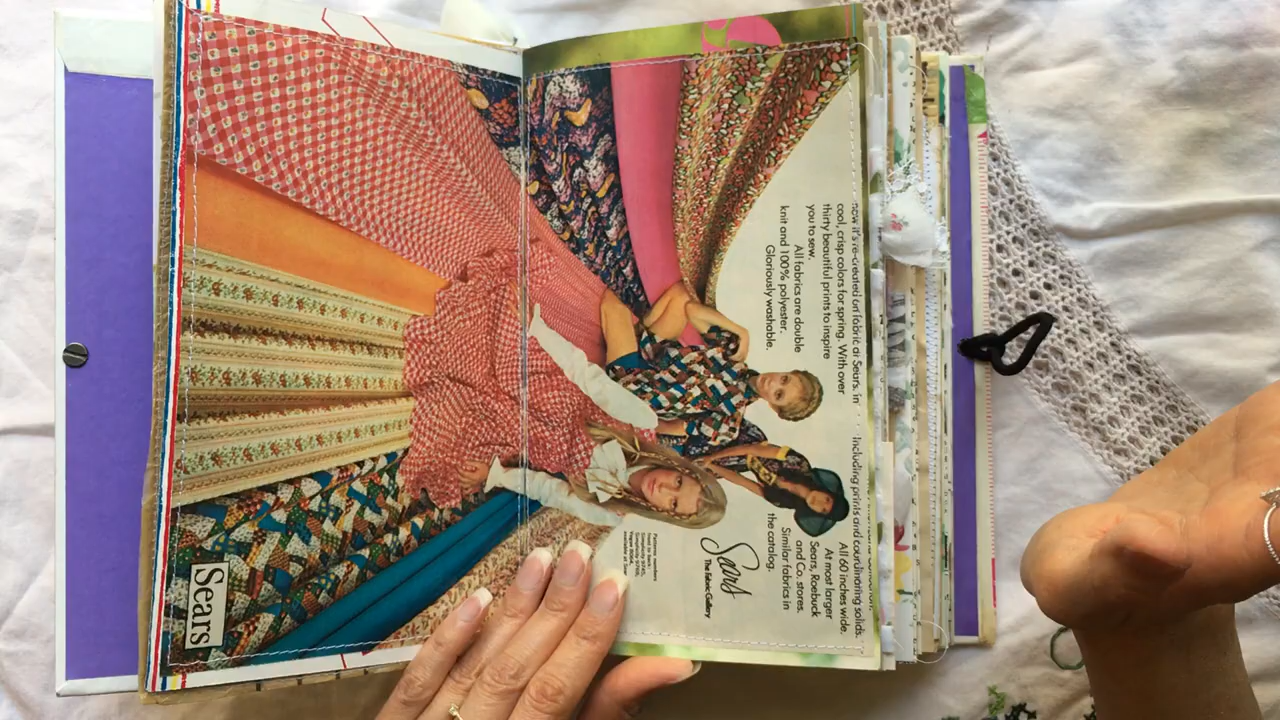 now it's re-created on fabric at Sears. in
cool, crisp colors for spring. With over
thirty beautiful prints to inspire
you to sew.
All fabrics are double
knit and 100% polyester.
Gloriously washable.
Including prints and coordinating solids.
All 60 inches wide.
At most larger
Sears, Roebuck
and Co. stores.
Similar fabrics in
the catalog.
Sears
The Fabric Gallery
Sears